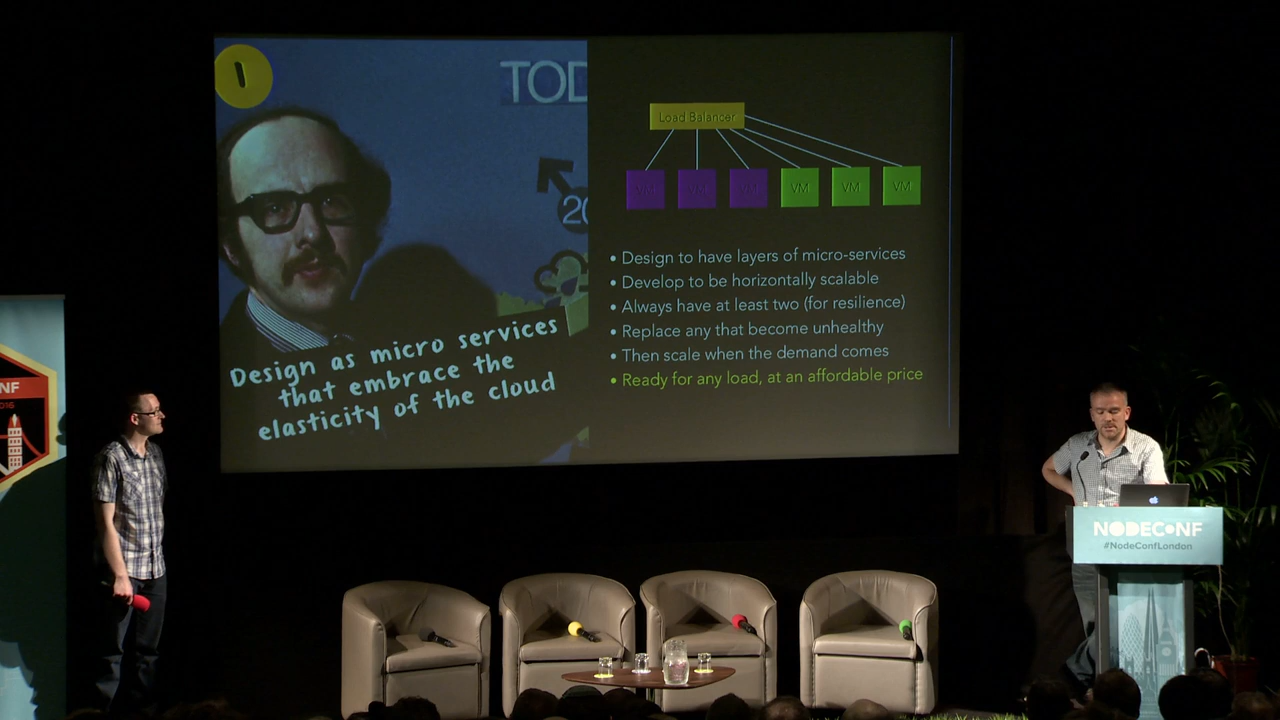 1
TOD
20
Design as micro services
that embrace the
elasticity of the cloud
Load Balancer
VM VM VM VM VM VM
• Design to have layers of micro-services
• Develop to be horizontally scalable
• Always have at least two (for resilience)
• Replace any that become unhealthy
• Then scale when the demand comes
• Ready for any load, at an affordable price
NF
2016
NODECONF
#NodeConfLondon